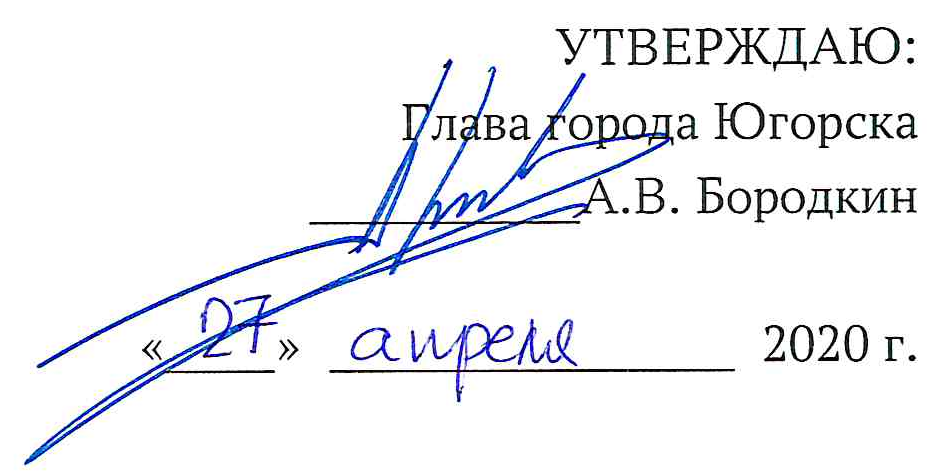 УТВЕРЖДАЮ:
Глава города Югорска
А.В. Бородкин
« 27 » апреля 2020 г.